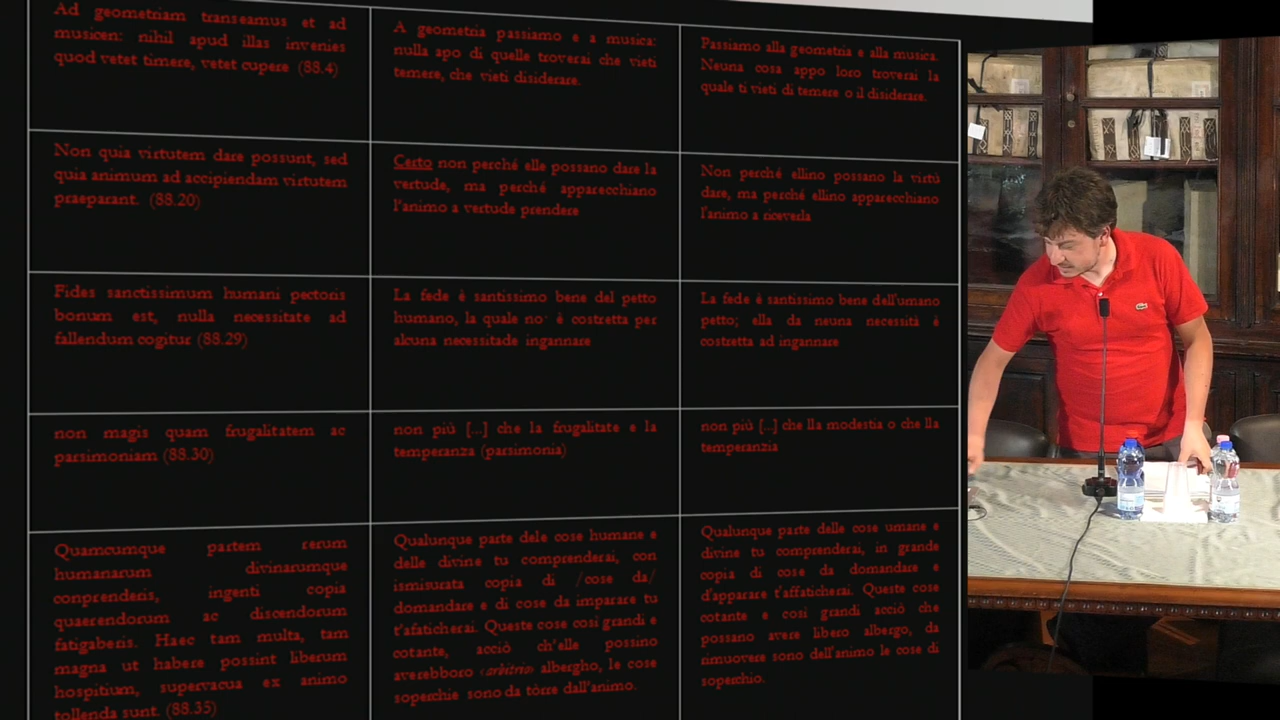 Ad geometriam transeamus et ad
musicen: nihil apud illas invenies
quod vetet timere, vetet cupere (88.4)
A geometria passiamo e a musica:
nulla apo di quelle troverai che vieti
temere, che vieti disiderare.
Passiamo alla geometria e alla musica.
Neuna cosa appo loro troverai la
quale ti vieti di temere o il disiderare.
Non quia virtutem dare possunt, sed
quia animum ad accipiendam virtutem
praeparant. (88.20)
Certo non perché elle possano dare la
vertude, ma perché apparecchiano
l'animo a vertude prendere
Non perché ellino possano la virtù
dare, ma perché ellino apparecchiano
l'animo a riceverla
Fides sanctissimum humani pectoris
bonum est, nulla necessitate ad
fallendum cogitur (88.29)
La fede è santissimo bene del petto
humano, la quale no· è costretta per
alcuna necessitade ingannare
La fede è santissimo bene dell'umano
petto; ella da neuna necessità è
costretta ad ingannare
non magis quam frugalitatem ac
parsimoniam (88.30)
non più [...] che la frugalitate e la
temperanza (parsimonia)
non più [...] che lla modestia o che lla
temperanzia
Quamcumque partem rerum
humanarum divinarumque
conprenderis, ingenti copia
quaerendorum ac discendorum
fatigaberis. Haec tam multa, tam
magna ut habere possint liberum
hospitium, supervacua ex animo
tollenda sunt. (88.35)
Qualunque parte dele cose humane e
delle divine tu comprenderai, con
ismisurata copia di /cose da/
domandare e di cose da imparare tu
t'afaticherai. Queste cose così grandi e
cotante, acciò ch'elle possino
averebboro ‹arbitrio› albergho, le cose
soperchie sono da tòrre dall'animo.
Qualunque parte delle cose umane e
divine tu comprenderai, in grande
copia di cose da domandare e
d'apparare t'affaticherai. Queste cose
cotante e così grandi acciò che
possano avere libero albergo, da
rimuovere sono dell'animo le cose di
soperchio.